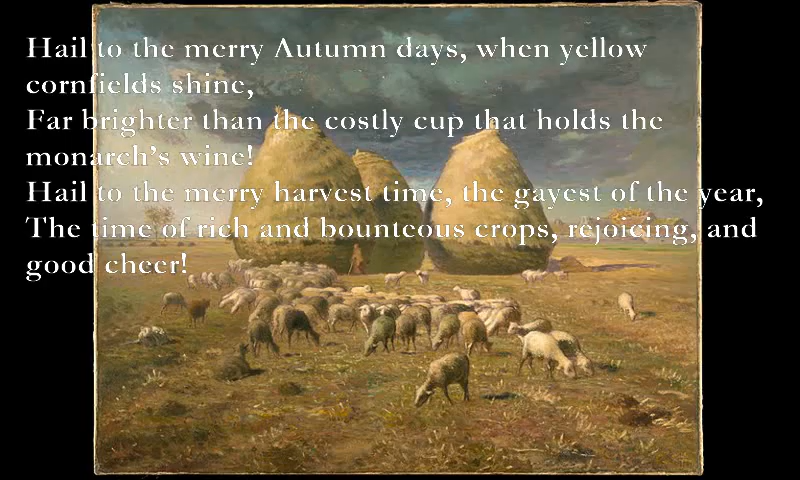 Hail to the merry Autumn days, when yellow
cornfields shine,
Far brighter than the costly cup that holds the
monarch's wine!
Hail to the merry harvest time, the gayest of the year,
The time of rich and bounteous crops, rejoicing, and
good cheer!